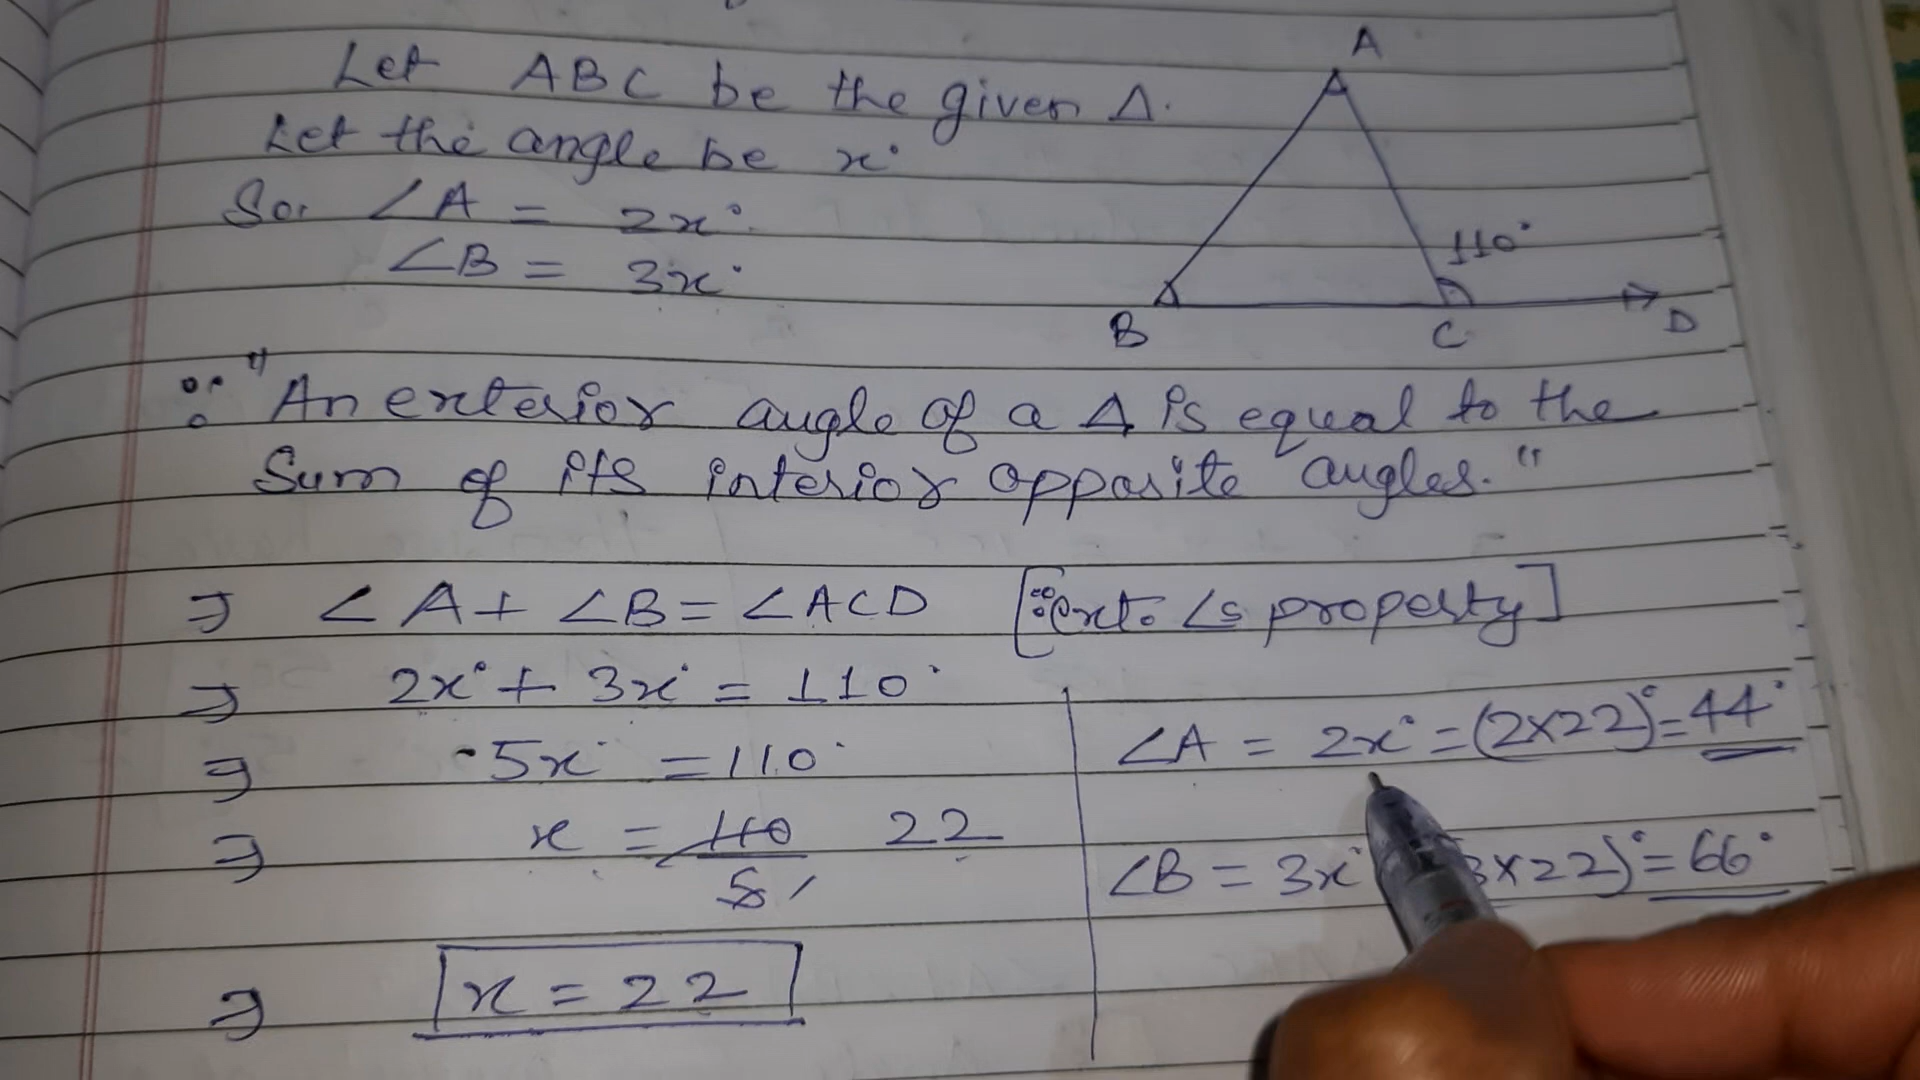 Let ABC be the given Δ.
Let the angle be x°
So, ∠A = 2x°
∠B = 3x°
A
110°
B
C
D
∵ "An exterior angle of a Δ is equal to the
Sum of its interior opposite angles."
⇒ ∠A + ∠B = ∠ACD [∵ ext. ∠s property]
⇒ 2x° + 3x° = 110°
⇒ 5x° = 110°
⇒ x = 110/5 22
⇒ x = 22
∠A = 2x° = (2×22)° = 44°
∠B = 3x° 3×22)° = 66°